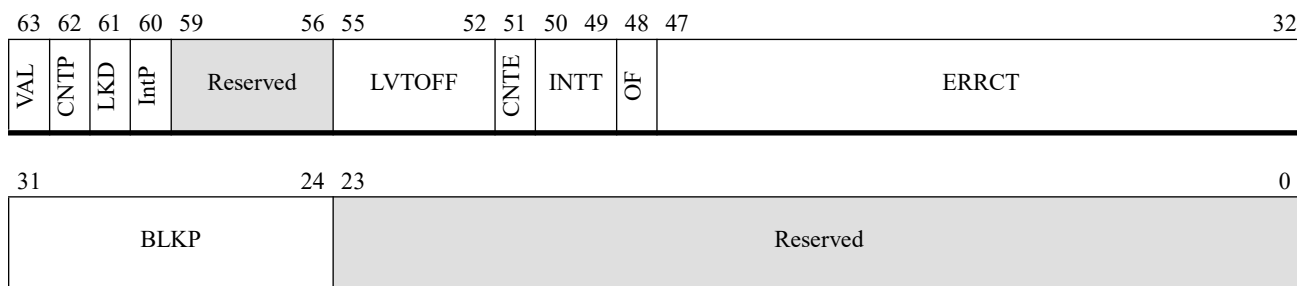 63 62 61 60 59 56 55 52 51 50 49 48 47 32
VAL CNTP LKD IntP Reserved LVTOFF CNTE INTT OF ERRCT
31 24 23 0
BLKP Reserved